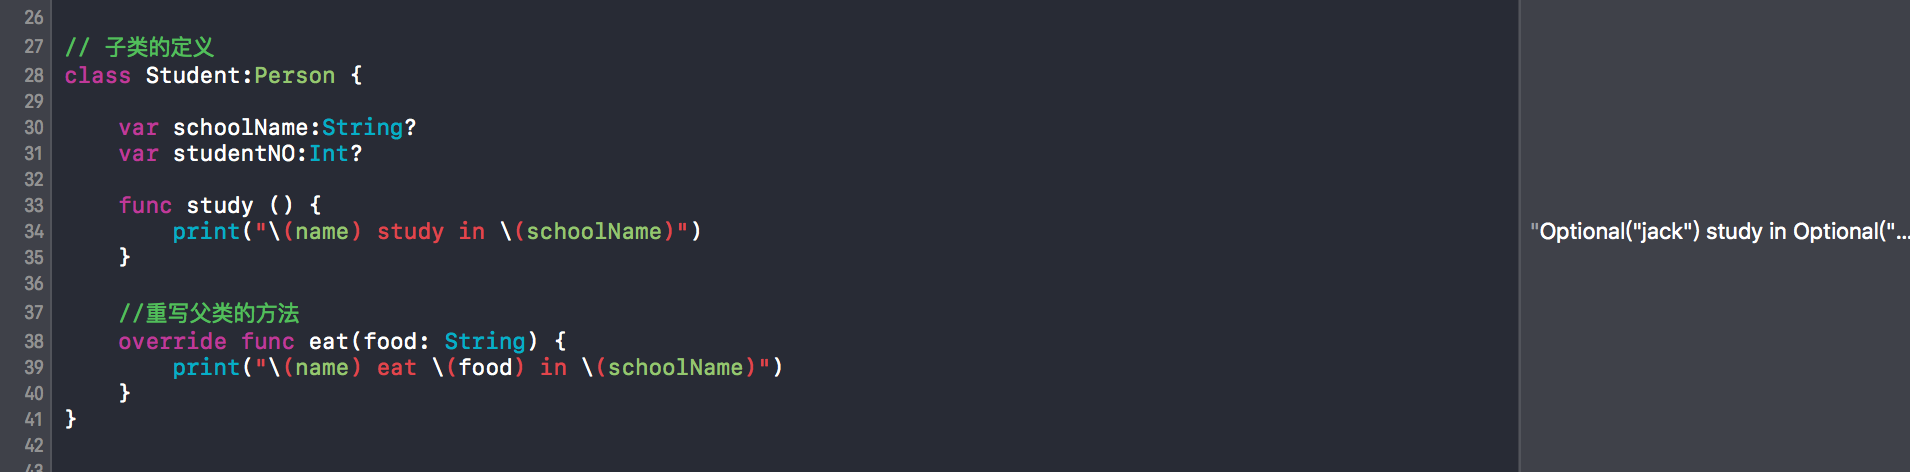 26
27 // 子类的定义
28 class Student:Person {
29
30 var schoolName:String?
31 var studentNO:Int?
32
33 func study () {
34 print("\(name) study in \(schoolName)") "Optional("jack") study in Optional("...
35 }
36
37 //重写父类的方法
38 override func eat(food: String) {
39 print("\(name) eat \(food) in \(schoolName)")
40 }
41 }
42
43